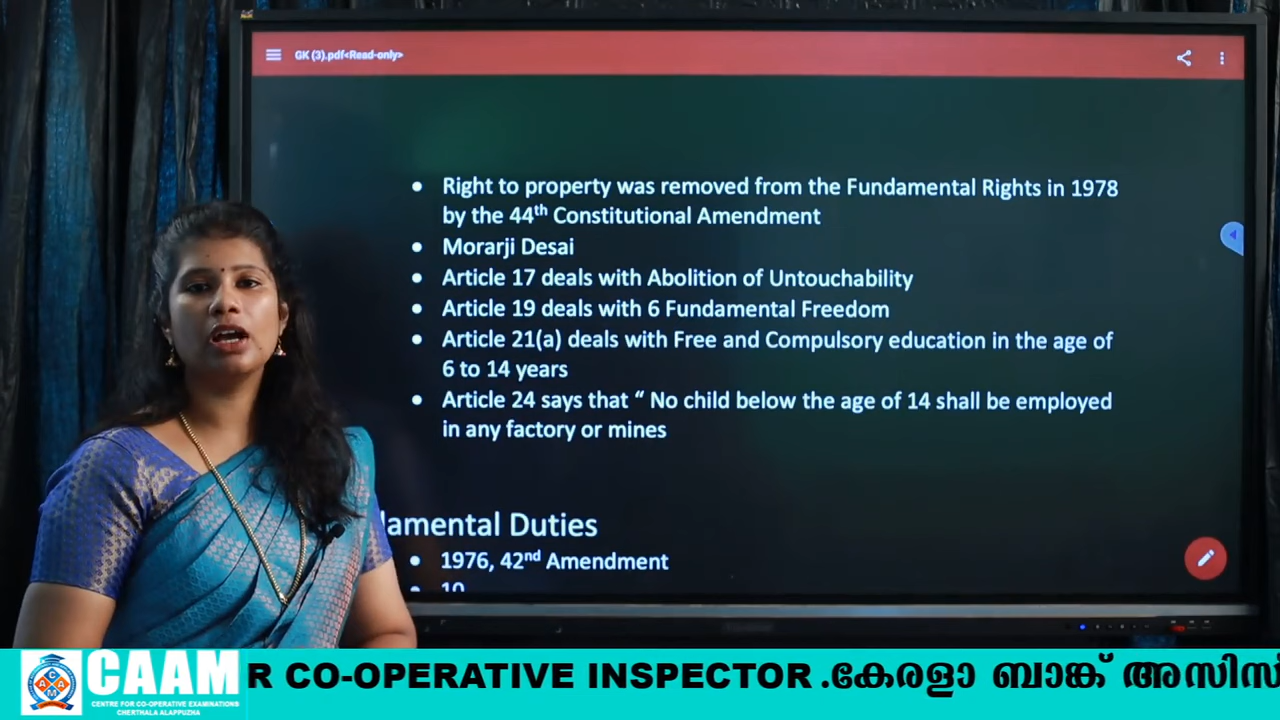 GK (3).pdf<Read-only>
• Right to property was removed from the Fundamental Rights in 1978
by the 44th Constitutional Amendment
• Morarji Desai
• Article 17 deals with Abolition of Untouchability
• Article 19 deals with 6 Fundamental Freedom
• Article 21(a) deals with Free and Compulsory education in the age of
6 to 14 years
• Article 24 says that “ No child below the age of 14 shall be employed
in any factory or mines
damental Duties
• 1976, 42nd Amendment
• 10
CAAM
CENTRE FOR CO-OPERATIVE EXAMINATIONS
CHERTHALA ALAPPUZHA
R CO-OPERATIVE INSPECTOR .കേരളാ ബാങ്ക് അസിസ